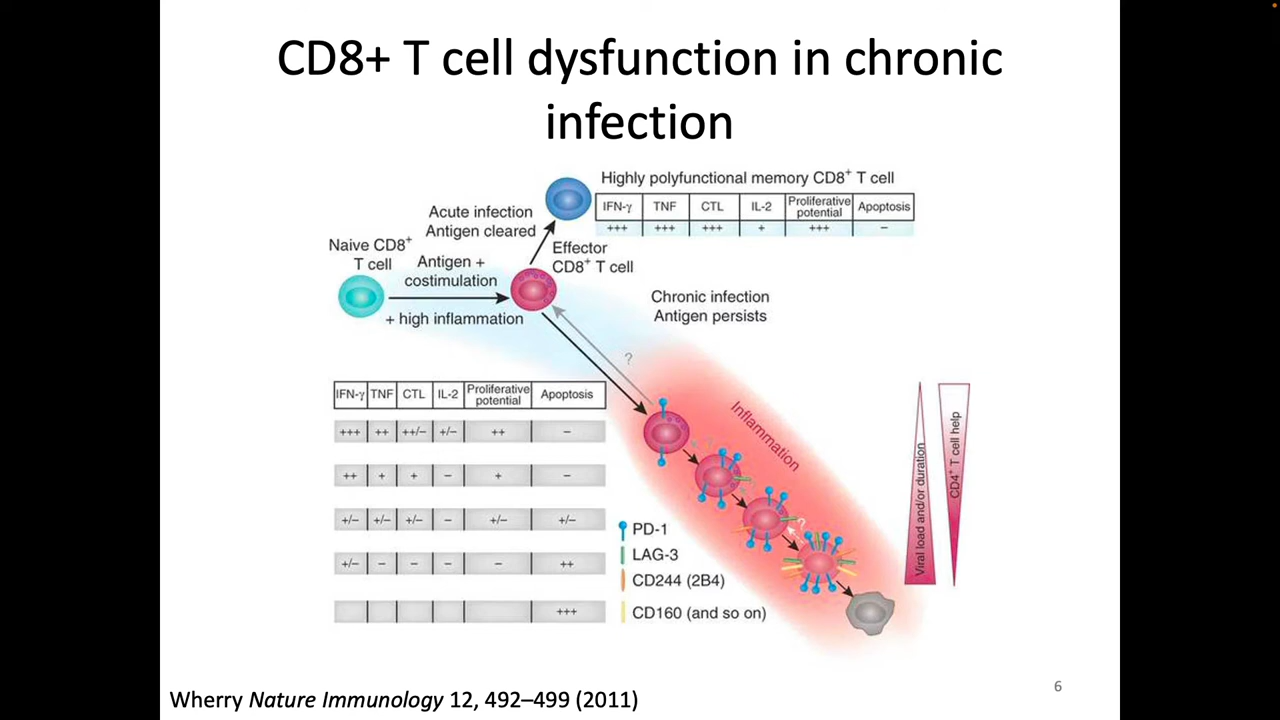 CD8+ T cell dysfunction in chronic
infection
Highly polyfunctional memory CD8+ T cell
IFN-γ TNF CTL IL-2 Proliferative potential Apoptosis
+++ +++ +++ + +++ –
Acute infection
Antigen cleared
Naive CD8+
T cell
Antigen +
costimulation
+ high inflammation
Effector
CD8+ T cell
Chronic infection
Antigen persists
?
IFN-γ TNF CTL IL-2 Proliferative potential Apoptosis
+++ ++ ++/– +/– ++ –
++ + + – + –
+/– +/– +/– – +/– +/–
+/– – – – – ++
+++
Inflammation
?
?
PD-1
LAG-3
CD244 (2B4)
CD160 (and so on)
Viral load and/or duration
CD4+ T cell help
Wherry Nature Immunology 12, 492–499 (2011)
6